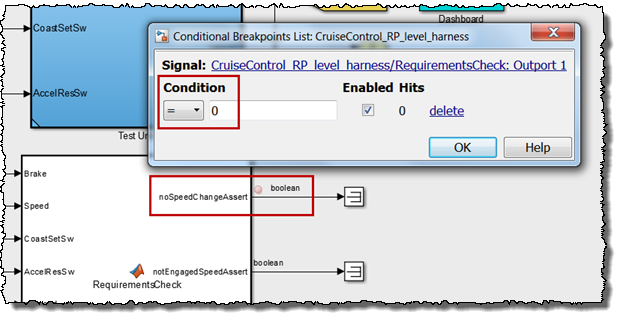 Dashboard
CoastSetSw
AccelResSw
Conditional Breakpoints List: CruiseControl_RP_level_harness
Signal: CruiseControl_RP_level_harness/RequirementsCheck: Outport 1
Condition Enabled Hits
= 0 0 delete
OK Help
Test Un
Brake
noSpeedChangeAssert boolean
Speed
CoastSetSw
AccelResSw
notEngagedSpeedAssert boolean
RequirementsCheck